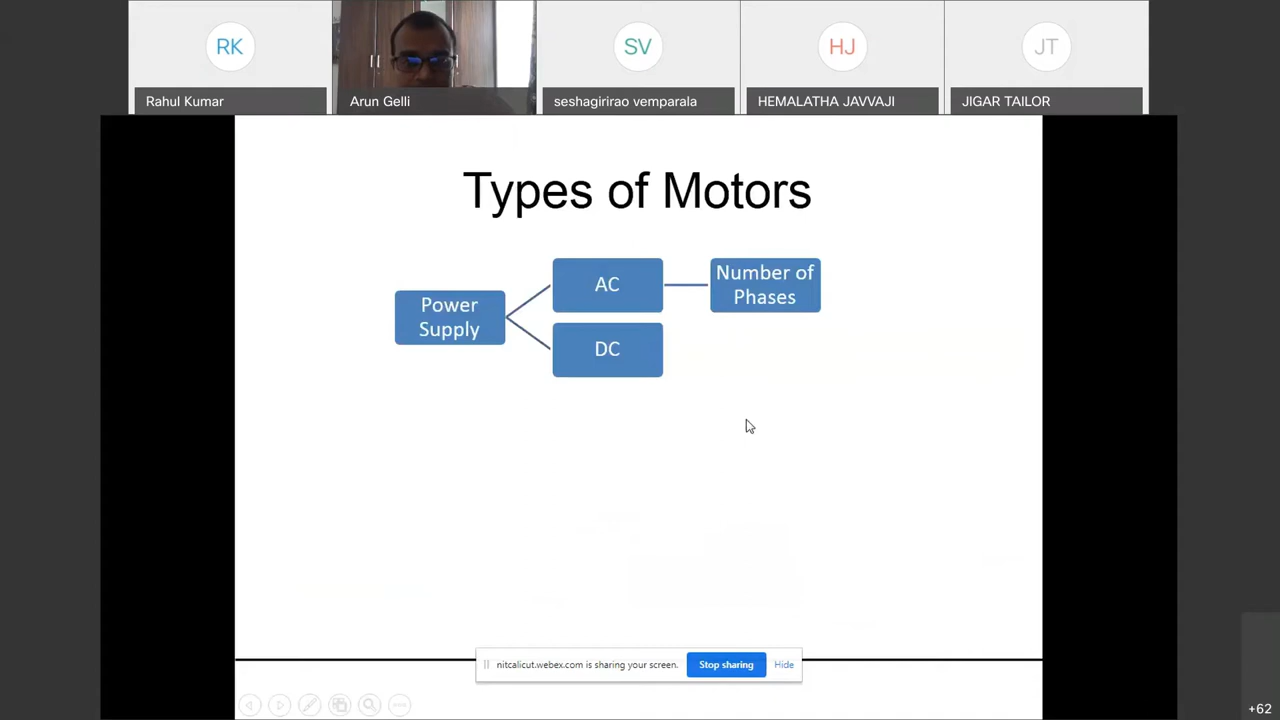 RK
SV
HJ
JT
Rahul Kumar
Arun Gelli
seshagirirao vemparala
HEMALATHA JAVVAJI
JIGAR TAILOR
Types of Motors
Power
Supply
AC
Number of
Phases
DC
nitcalicut.webex.com is sharing your screen.
Stop sharing
Hide
+62